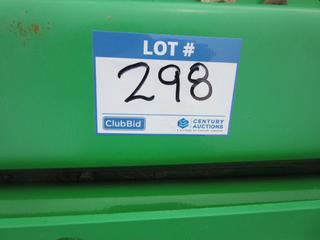 LOT #
298
ClubBid
CENTURY
AUCTIONS